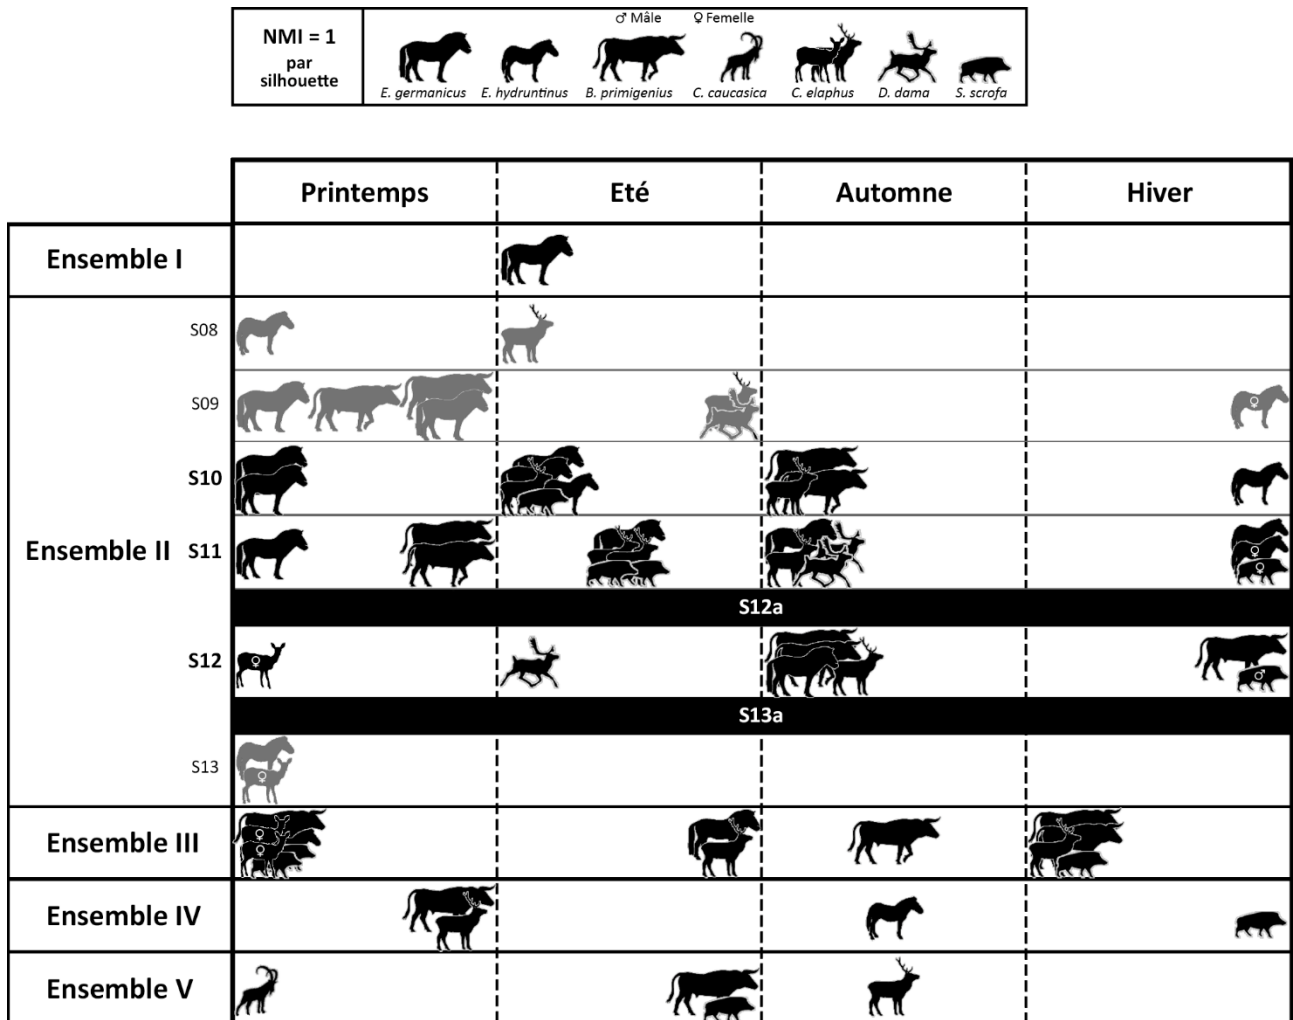 ♂ Mâle ♀ Femelle
NMI = 1
par
silhouette
E. germanicus E. hydruntinus B. primigenius C. caucasica C. elaphus D. dama S. scrofa
Printemps Eté Automne Hiver
Ensemble I
S08
S09
♀
S10
Ensemble II S11
♀
♀
S12a
S12
♀
♂
S13a
S13
♀
Ensemble III
♀
♀
Ensemble IV
Ensemble V